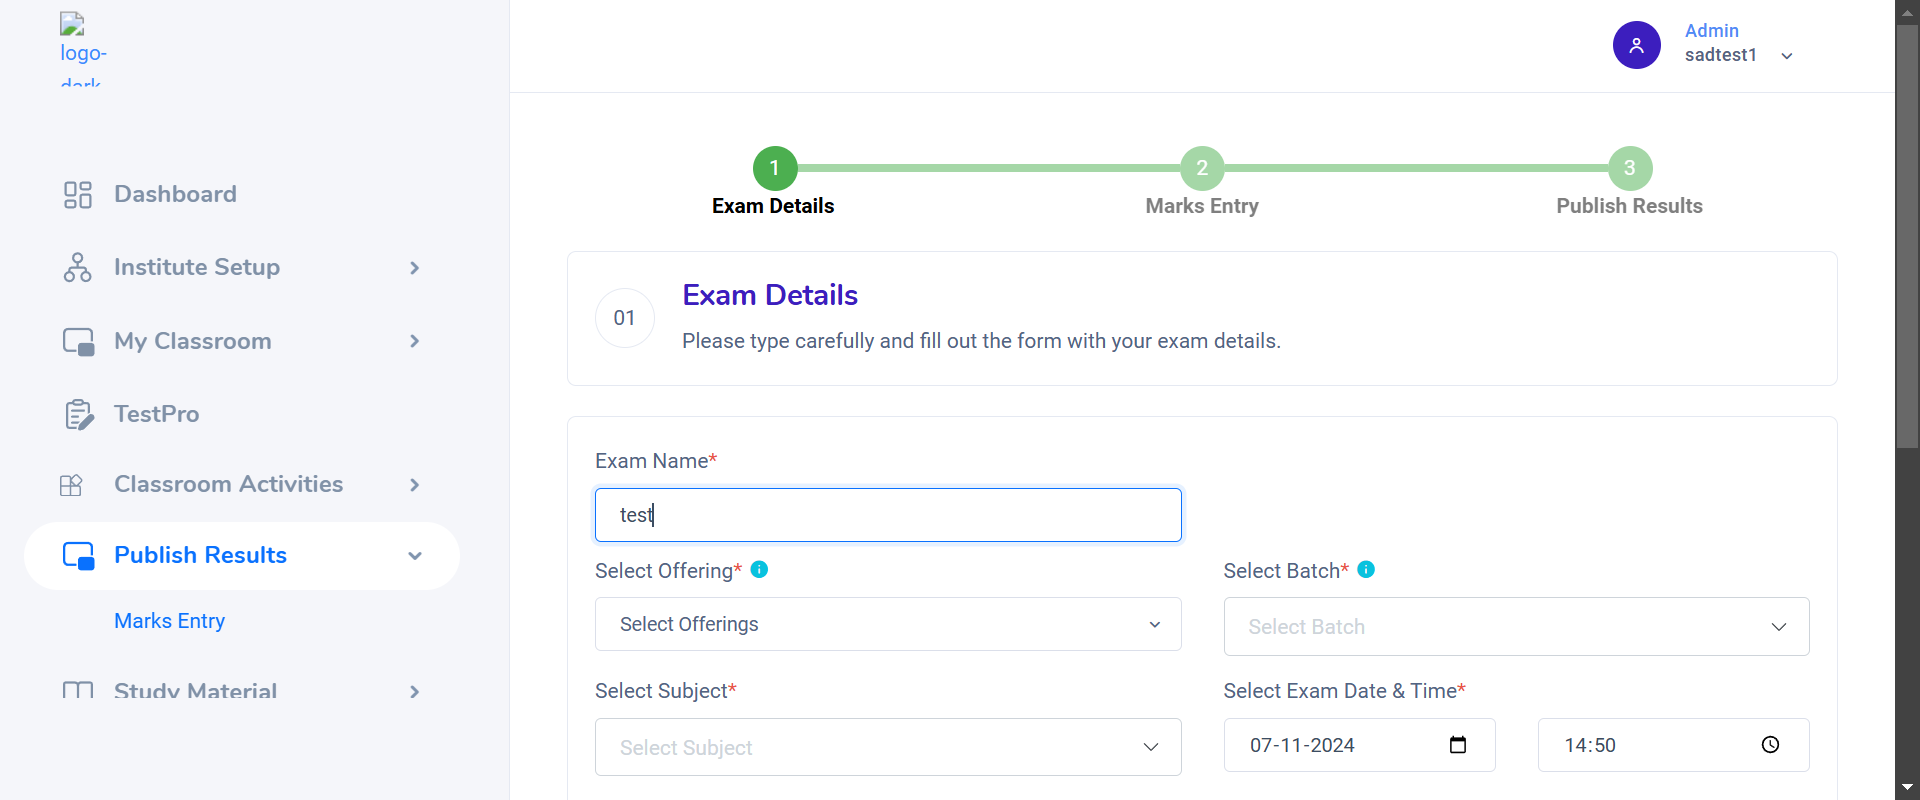 logo-
dark
Dashboard
Institute Setup
My Classroom
TestPro
Classroom Activities
Publish Results
Marks Entry
Study Material
Admin
sadtest1
1
2
3
Exam Details
Marks Entry
Publish Results
01
Exam Details
Please type carefully and fill out the form with your exam details.
Exam Name*
test
Select Offering*
Select Batch*
Select Offerings
Select Batch
Select Subject*
Select Exam Date & Time*
Select Subject
07-11-2024
14:50